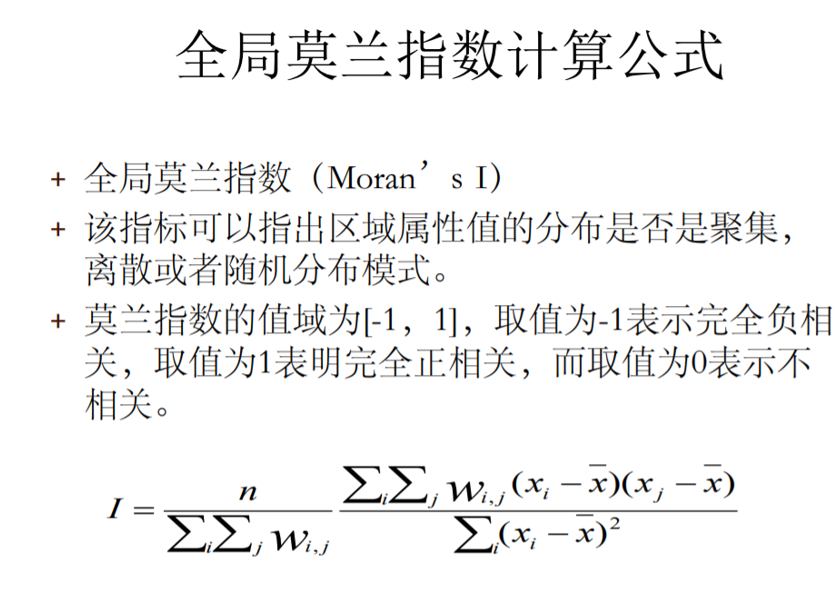 全局莫兰指数计算公式
+ 全局莫兰指数（Moran’s I）
+ 该指标可以指出区域属性值的分布是否是聚集，
离散或者随机分布模式。
+ 莫兰指数的值域为[-1，1]，取值为-1表示完全负相
关，取值为1表明完全正相关，而取值为0表示不
相关。
I = \frac{n}{\sum_i \sum_j w_{i,j}} \frac{\sum_i \sum_j w_{i,j} (x_i - \overline{x})(x_j - \overline{x})}{\sum_i (x_i - \overline{x})^2}